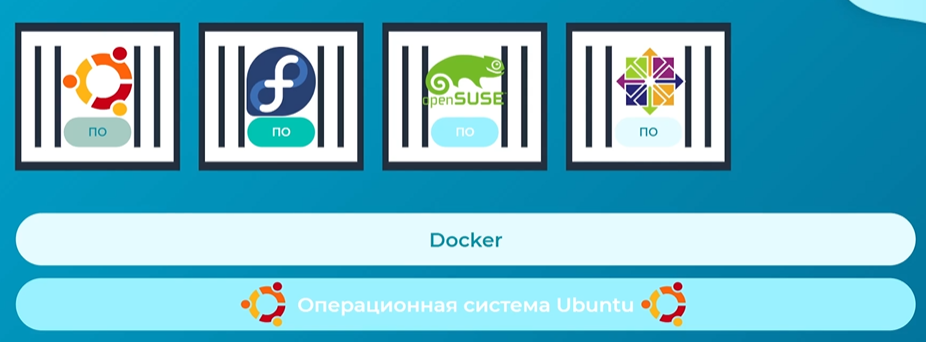 openSUSE
ПО
ПО
ПО
ПО
Docker
Операционная система Ubuntu